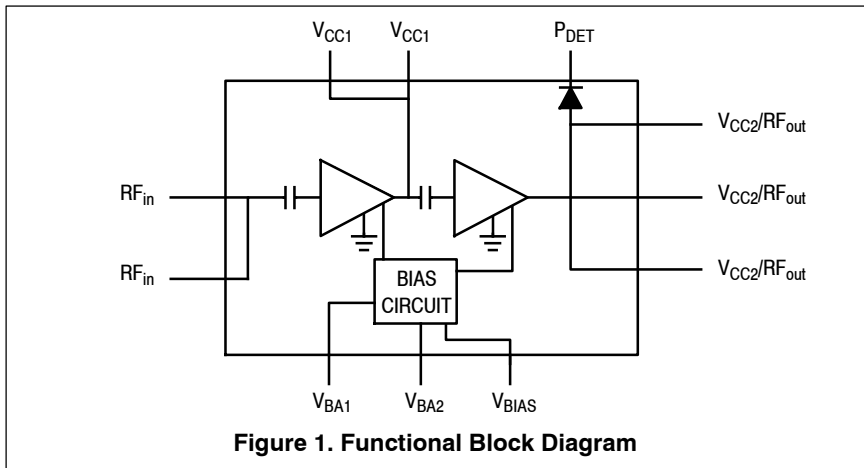 VCC1 VCC1 PDET
VCC2/RFout
RFin VCC2/RFout
RFin VCC2/RFout
BIAS
CIRCUIT
VBA1 VBA2 VBIAS
Figure 1. Functional Block Diagram